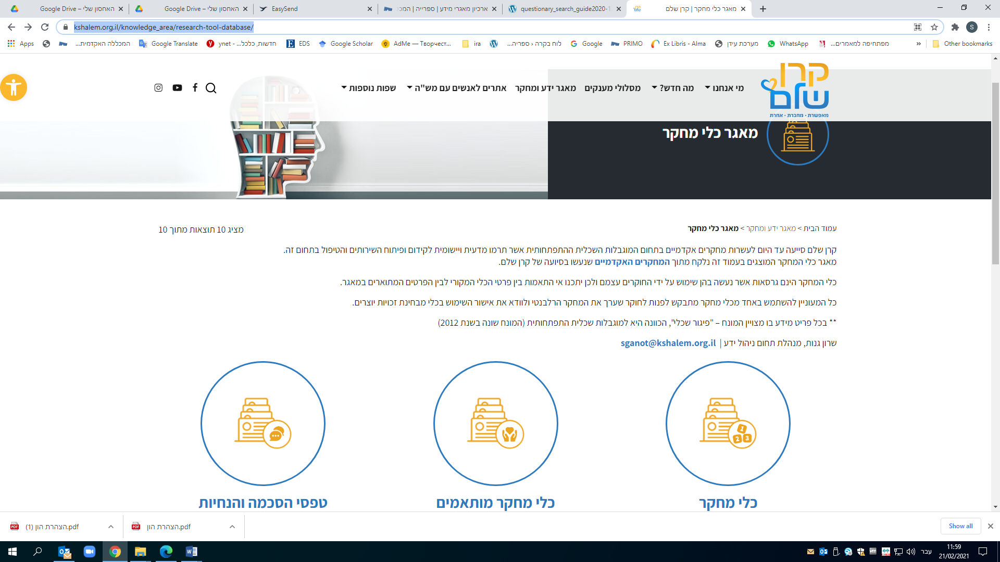 Google Drive – האחסון שלי
Google Drive – האחסון שלי
EasySend
ארכיון מאגרי מידע | ספרייה | המכ
questionary_search_guide2020-1
מאגר כלי מחקר | קרן שלם
kshalem.org.il/knowledge_area/research-tool-database/
S
Apps
המכללה האקדמית...
Google Translate
ynet - חדשות, כלכל...
EDS
Google Scholar
AdMe — Творчест...
ira
לוח בקרה ‹ ספריה...
Google
PRIMO
Ex Libris - Alma
מערכת עידן
WhatsApp
מפתחיפה למאמרים...
»
Other bookmarks
קרן שלם
מאפשרת • מחברת • אחרת
מי אנחנו
מה חדש?
מסלולי מענקים
מאגר ידע ומחקר
אתרים לאנשים עם מש"ה
שפות נוספות
מאגר כלי מחקר
עמוד הבית > מאגר ידע ומחקר > מאגר כלי מחקר
מציג 10 תוצאות מתוך 10
קרן שלם סייעה עד היום לעשרות מחקרים אקדמיים בתחום המוגבלות השכלית ההתפתחותית אשר תרמו מדעית ויישומית לקידום ופיתוח השירותים והטיפול בתחום זה.
מאגר כלי המחקר המוצגים בעמוד זה נלקח מתוך המחקרים האקדמיים שנעשו בסיועה של קרן שלם.
כלי המחקר הינם גרסאות אשר נעשה בהן שימוש על ידי החוקרים עצמם ולכן יתכנו אי התאמות בין פרטי הכלי המקורי לבין הפרטים המתוארים במאגר.
כל המעוניין להשתמש באחד מכלי מחקר מתבקש לפנות לחוקר שערך את המחקר הרלבנטי ולוודא את אישור השימוש בכלי מבחינת זכויות יוצרים.
** בכל פריט מידע בו מצויין המונח – "פיגור שכלי", הכוונה היא למוגבלות שכלית התפתחותית (המונח שונה בשנת 2012)
שרון גנות, מנהלת תחום ניהול ידע | sganot@kshalem.org.il
1
2 3
כלי מחקר
כלי מחקר מותאמים
טפסי הסכמה והנחיות
הצהרת הון (1).pdf
הצהרת הון.pdf
Show all
עבר
11:59
21/02/2021